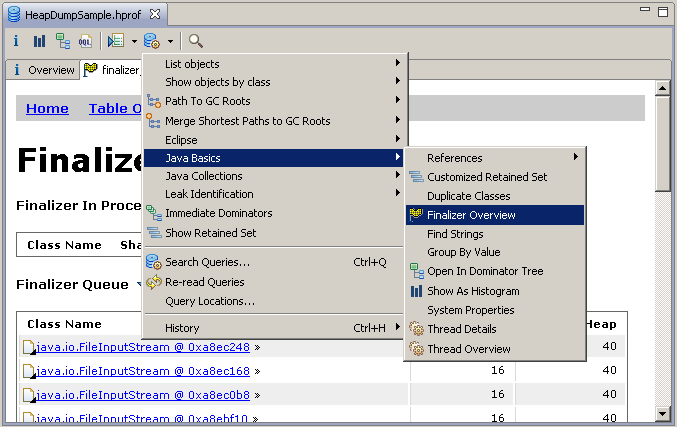 HeapDumpSample.hprof
OQL
Overview
finalizer_
Home Table O
Finalize
Finalizer In Proce
Class Name Sha
Finalizer Queue
Class Name Heap
java.io.FileInputStream @ 0xa8ec248 » 16 40
java.io.FileInputStream @ 0xa8ec168 » 16 40
java.io.FileInputStream @ 0xa8ec0b8 » 16 40
java.io.FileInputStream @ 0xa8ebf10 » 16 40
List objects
Show objects by class
Path To GC Roots
Merge Shortest Paths to GC Roots
Eclipse
Java Basics
Java Collections
Leak Identification
Immediate Dominators
Show Retained Set
Search Queries... Ctrl+Q
Re-read Queries
Query Locations...
History Ctrl+H
References
Customized Retained Set
Duplicate Classes
Finalizer Overview
Find Strings
Group By Value
Open In Dominator Tree
Show As Histogram
System Properties
Thread Details
Thread Overview